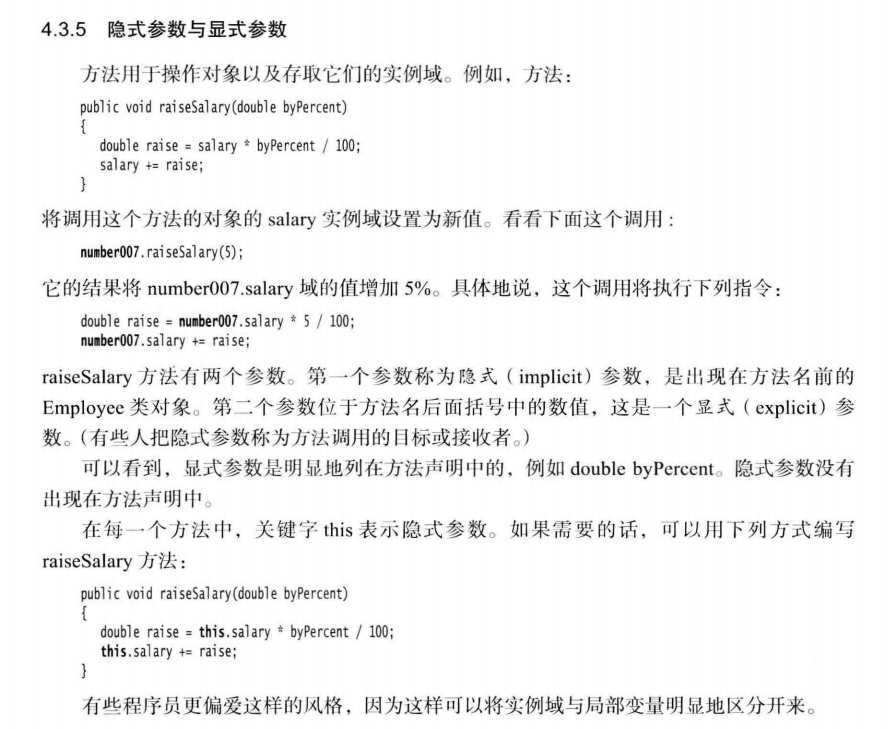 4.3.5 隐式参数与显式参数
方法用于操作对象以及存取它们的实例域。例如，方法：
public void raiseSalary(double byPercent)
{
double raise = salary * byPercent / 100;
salary += raise;
}
将调用这个方法的对象的 salary 实例域设置为新值。看看下面这个调用：
number007.raiseSalary(5);
它的结果将 number007.salary 域的值增加 5%。具体地说，这个调用将执行下列指令：
double raise = number007.salary * 5 / 100;
number007.salary += raise;
raiseSalary 方法有两个参数。第一个参数称为隐式（implicit）参数，是出现在方法名前的
Employee 类对象。第二个参数位于方法名后面括号中的数值，这是一个显式（explicit）参
数。（有些人把隐式参数称为方法调用的目标或接收者。）
可以看到，显式参数是明显地列在方法声明中的，例如 double byPercent。隐式参数没有
出现在方法声明中。
在每一个方法中，关键字 this 表示隐式参数。如果需要的话，可以用下列方式编写
raiseSalary 方法：
public void raiseSalary(double byPercent)
{
double raise = this.salary * byPercent / 100;
this.salary += raise;
}
有些程序员更偏爱这样的风格，因为这样可以将实例域与局部变量明显地区分开来。